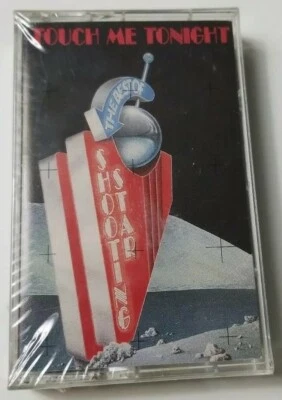 TOUCH ME TONIGHT
THE BEST OF
SHOOTING
STAR